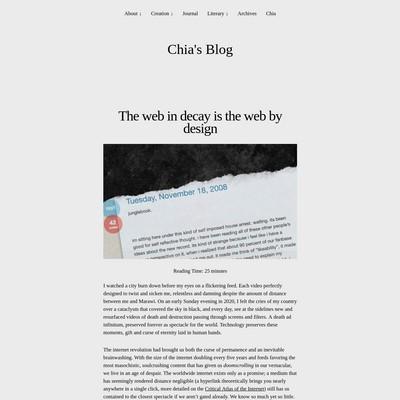 About ↓ Creation ↓ Journal Literary ↓ Archives Chia
Chia's Blog
The web in decay is the web by
design
Tuesday, November 18, 2008
junglebook.
im sitting here under this kind of self imposed house arrest. waiting. its been
good for self reflective thought. i have been reading all of these other people's
ideas about the new record. its kind of strange because i feel like i have a
42
Reading Time: 25 minutes
I watched a city burn down before my eyes on a flickering feed. Each video perfectly
designed to twist and sicken me, relentless and damning despite the amount of distance
between me and Marawi. On an early Sunday evening in 2020, I felt the cries of my country
over a cataclysm that covered the sky in black, and every day, see at the sidelines new and
resurfaced videos of death and destruction passing through screens and filters. A death ad
infinitum, preserved forever as spectacle for the world. Technology preserves these
moments, gift and curse of eternity laid in human hands.
The internet revolution had brought us both the curse of permanence and an inevitable
brainwashing. With the size of the internet doubling every five years and feeds favoring the
most masochistic, soulcrushing content that has given us doomscrolling in our vernacular,
we live in an age of despair. The worldwide internet exists only as a promise; a medium that
has seemingly rendered distance negligible (a hyperlink theoretically brings you nearly
anywhere in a single click, more detailed on the Critical Atlas of the Internet) still has us
contained to the closest spectacle if we aren't gated already. We know so much yet so little.